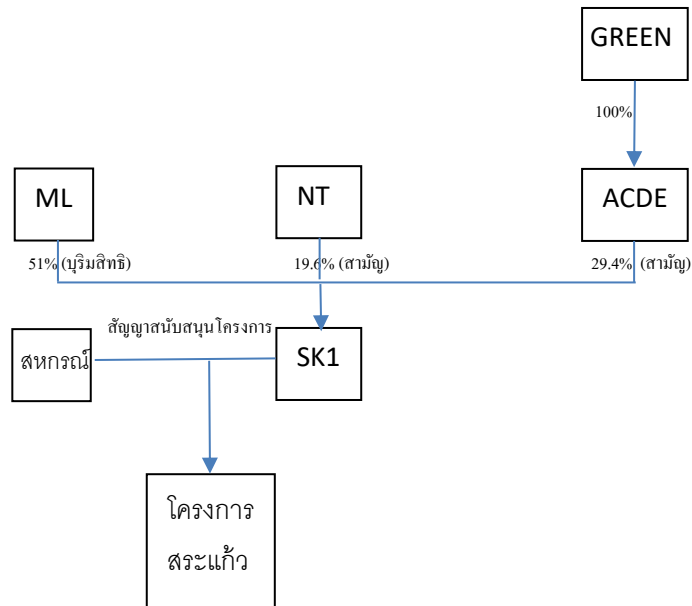 GREEN
100%
ML
NT
ACDE
51% (บุริมสิทธิ)
19.6% (สามัญ)
29.4% (สามัญ)
สัญญาสนับสนุนโครงการ
สหกรณ์
SK1
โครงการ
สระแก้ว